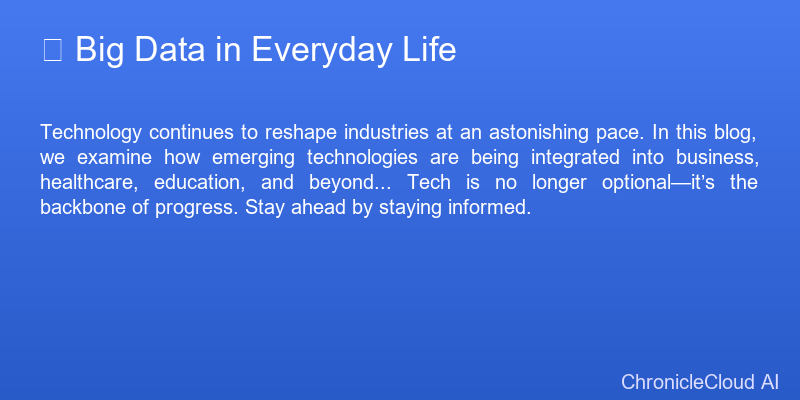 Big Data in Everyday Life
Technology continues to reshape industries at an astonishing pace. In this blog,
we examine how emerging technologies are being integrated into business,
healthcare, education, and beyond... Tech is no longer optional—it’s the
backbone of progress. Stay ahead by staying informed.
ChronicleCloud AI